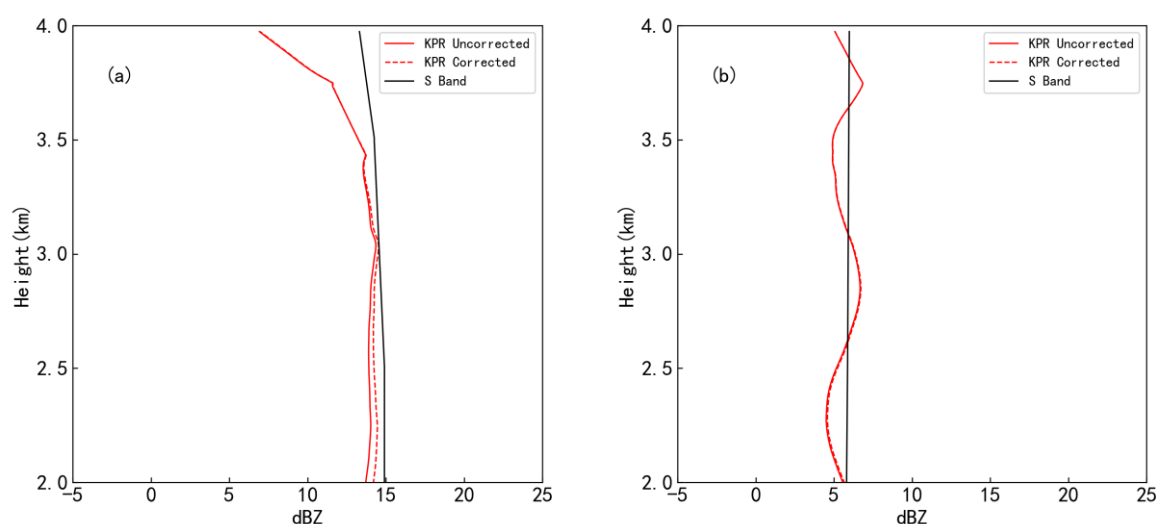 (a)
KPR Uncorrected
KPR Corrected
S Band
Height(km)
4.0
3.5
3.0
2.5
2.0
-5 0 5 10 15 20 25
dBZ
(b)
KPR Uncorrected
KPR Corrected
S Band
Height(km)
4.0
3.5
3.0
2.5
2.0
-5 0 5 10 15 20 25
dBZ